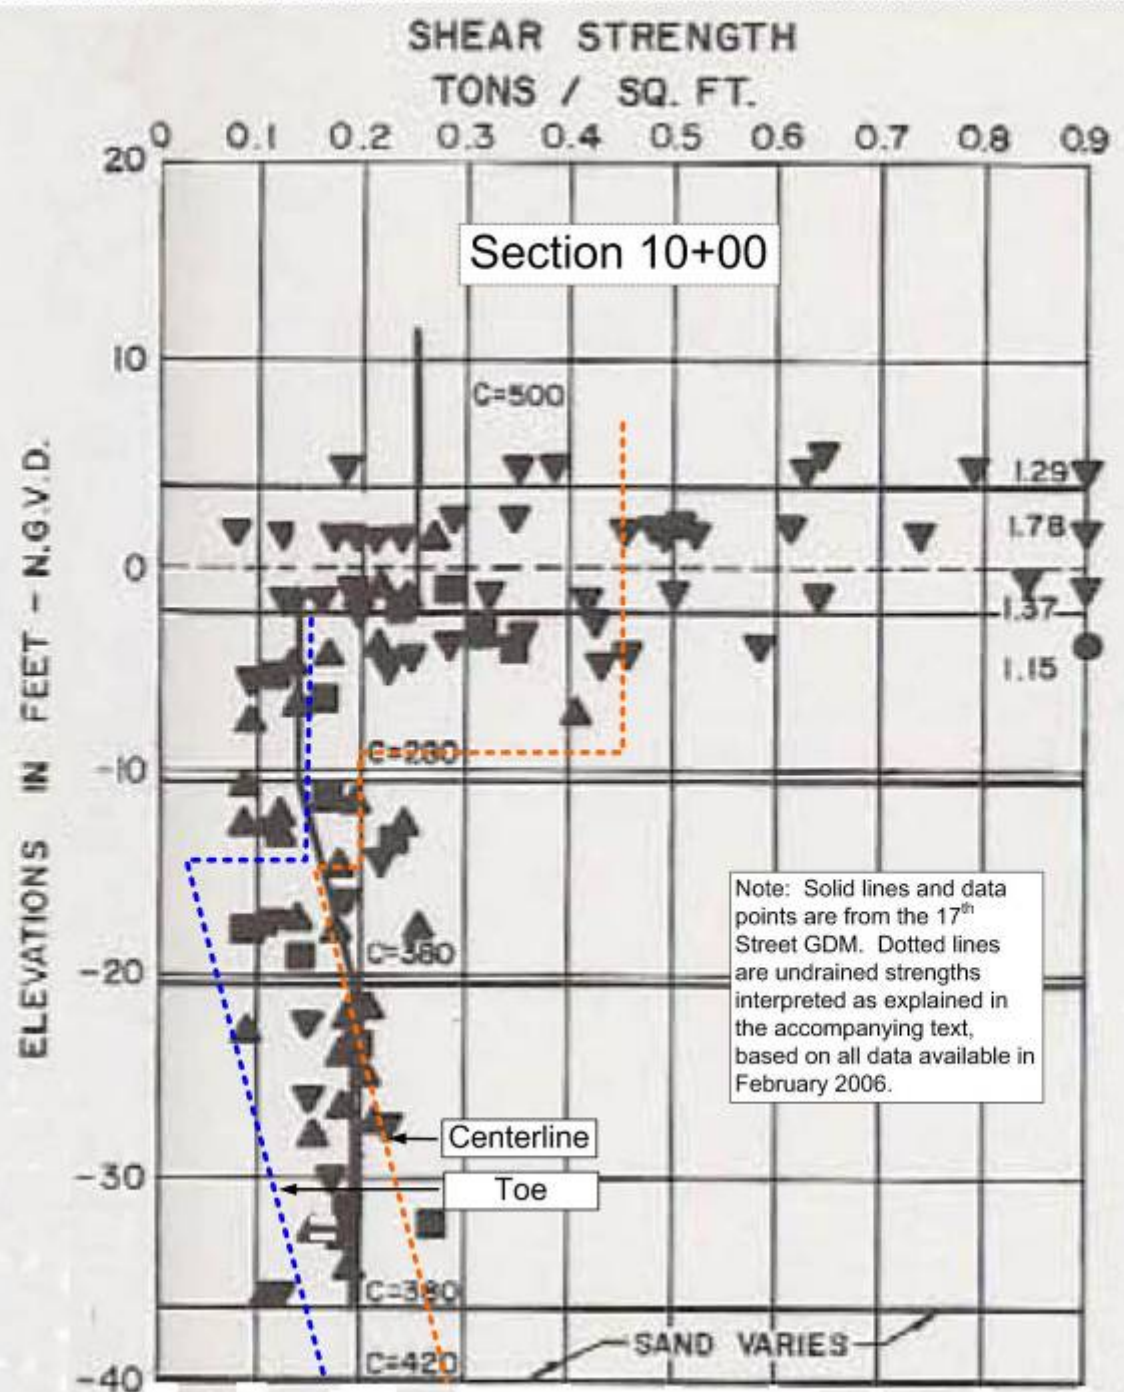 SHEAR STRENGTH
TONS / SQ. FT.
0 0.1 0.2 0.3 0.4 0.5 0.6 0.7 0.8 0.9
20
Section 10+00
10
C=500
1.29
1.78
0
1.37
1.15
C=280
-10
Note: Solid lines and data
points are from the 17th
Street GDM. Dotted lines
are undrained strengths
interpreted as explained in
the accompanying text,
based on all data available in
February 2006.
C=380
-20
Centerline
-30
Toe
C=380
SAND VARIES
C=420
-40
ELEVATIONS IN FEET - N.G.V.D.